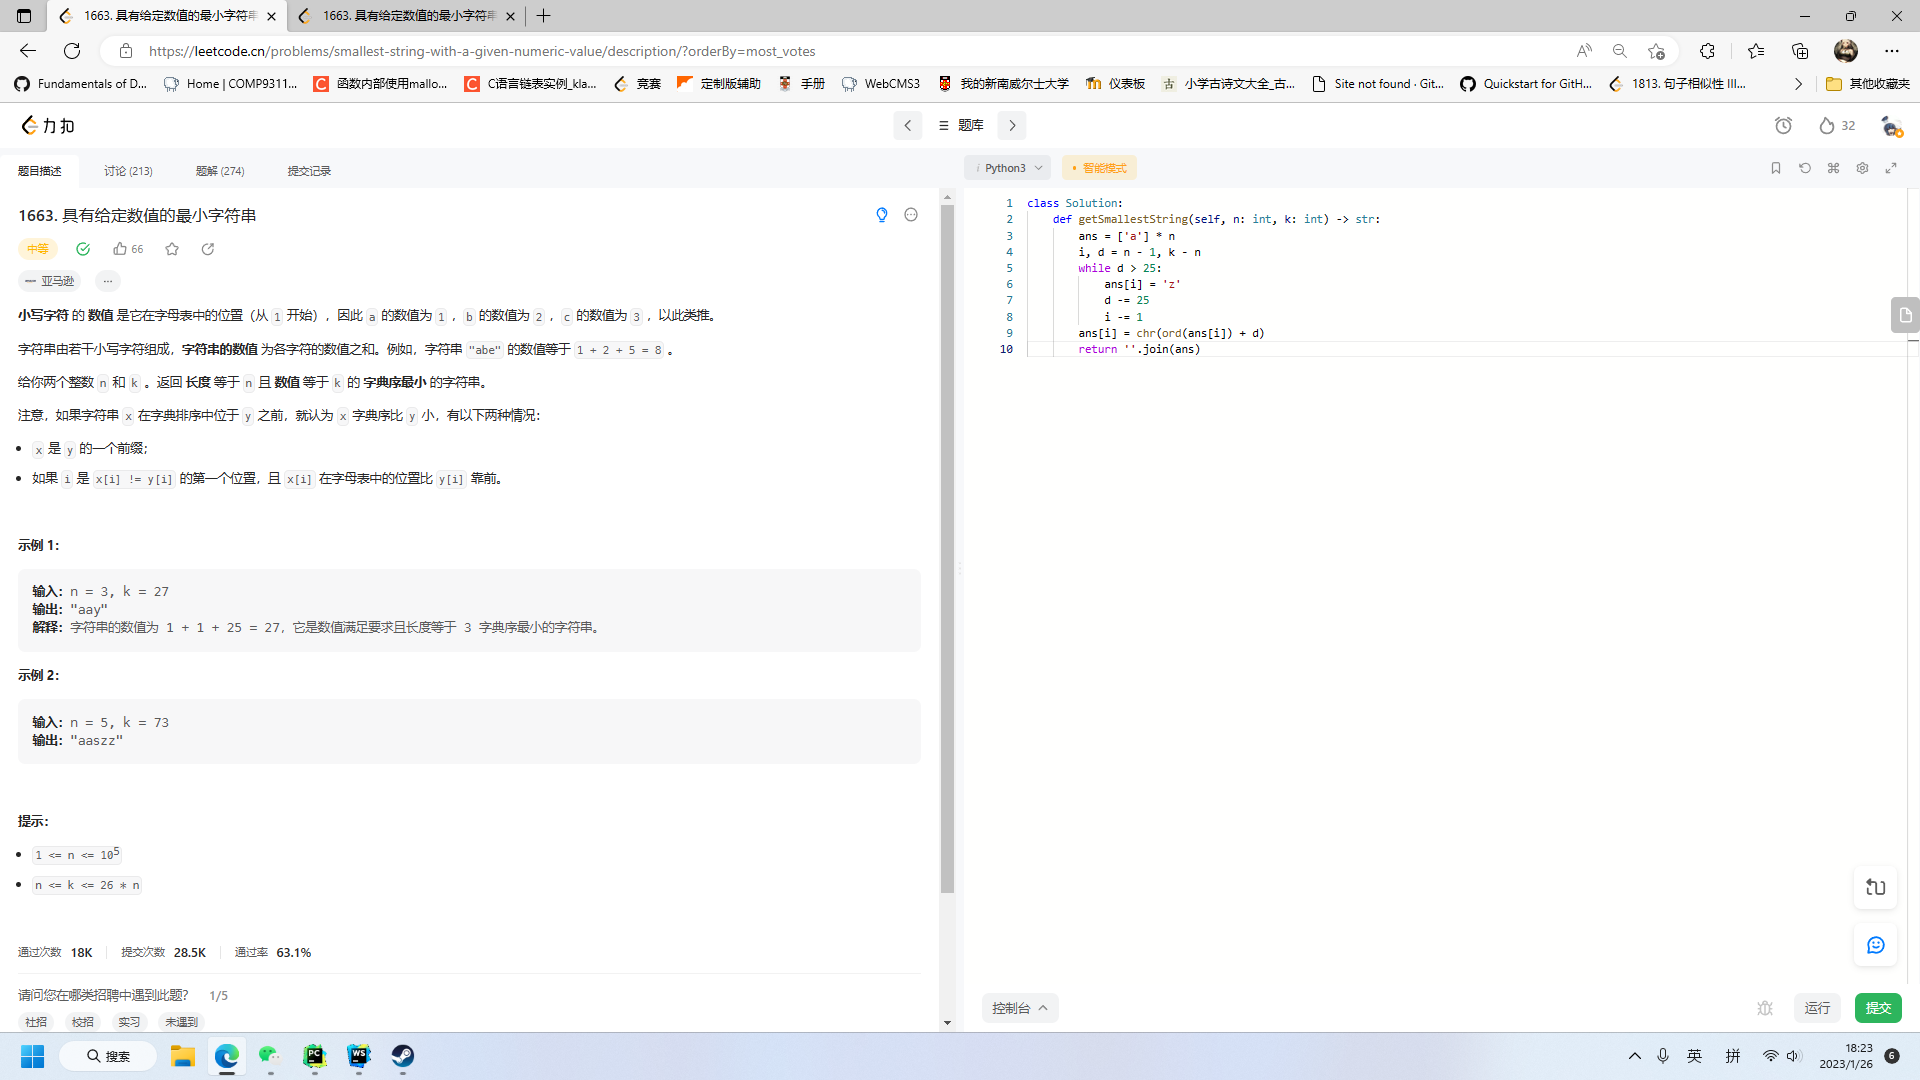 1663. 具有给定数值的最小字符串
1663. 具有给定数值的最小字符串
https://leetcode.cn/problems/smallest-string-with-a-given-numeric-value/description/?orderBy=most_votes
Fundamentals of D...
Home | COMP9311...
函数内部使用mallo...
C语言链表实例_kla...
竞赛
定制版辅助
手册
WebCMS3
我的新南威尔士大学
仪表板
小学古诗文大全_古...
Site not found · Git...
Quickstart for GitH...
1813. 句子相似性 III...
其他收藏夹
力扣
题库
32
题目描述
讨论 (213)
题解 (274)
提交记录
i Python3
• 智能模式
1663. 具有给定数值的最小字符串
中等
66
亚马逊
...
小写字符 的 数值 是它在字母表中的位置（从 1 开始），因此 a 的数值为 1 ，b 的数值为 2 ，c 的数值为 3 ，以此类推。
字符串由若干小写字符组成，字符串的数值 为各字符的数值之和。例如，字符串 "abe" 的数值等于 1 + 2 + 5 = 8 。
给你两个整数 n 和 k 。返回 长度 等于 n 且 数值 等于 k 的 字典序最小 的字符串。
注意，如果字符串 x 在字典排序中位于 y 之前，就认为 x 字典序比 y 小，有以下两种情况：
x 是 y 的一个前缀；
如果 i 是 x[i] != y[i] 的第一个位置，且 x[i] 在字母表中的位置比 y[i] 靠前。
示例 1：
输入：n = 3, k = 27
输出："aay"
解释：字符串的数值为 1 + 1 + 25 = 27，它是数值满足要求且长度等于 3 字典序最小的字符串。
示例 2：
输入：n = 5, k = 73
输出："aaszz"
提示：
1 <= n <= 10^5
n <= k <= 26 * n
通过次数 18K
提交次数 28.5K
通过率 63.1%
请问您在哪类招聘中遇到此题？ 1/5
社招
校招
实习
未遇到
1 class Solution:
2 def getSmallestString(self, n: int, k: int) -> str:
3 ans = ['a'] * n
4 i, d = n - 1, k - n
5 while d > 25:
6 ans[i] = 'z'
7 d -= 25
8 i -= 1
9 ans[i] = chr(ord(ans[i]) + d)
10 return ''.join(ans)
控制台
运行
提交
搜索
英
拼
18:23
2023/1/26
6